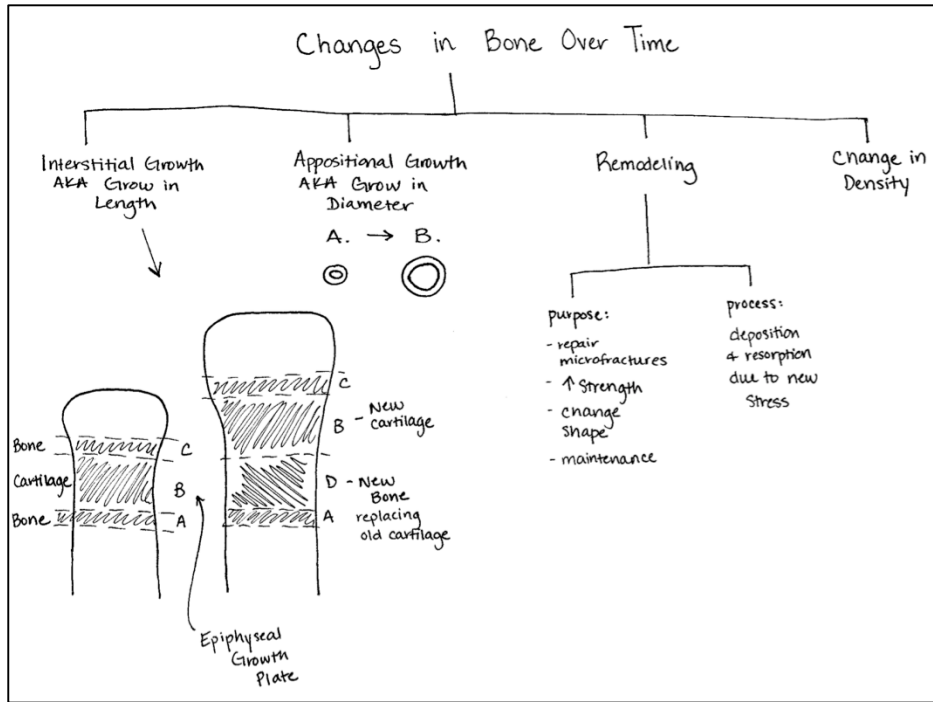 Changes in Bone Over Time
Interstitial Growth
AKA Grow in
Length
Appositional Growth
AKA Grow in
Diameter
A. → B.
Remodeling
Change in
Density
purpose:
- repair
microfractures
- ↑ Strength
- change
shape
- maintenance
process:
deposition
& resorption
due to new
Stress
Bone
C
Cartilage
B
Bone
A
C
B - New
cartilage
D - New
Bone
replacing
old cartilage
A
Epiphyseal
Growth
Plate